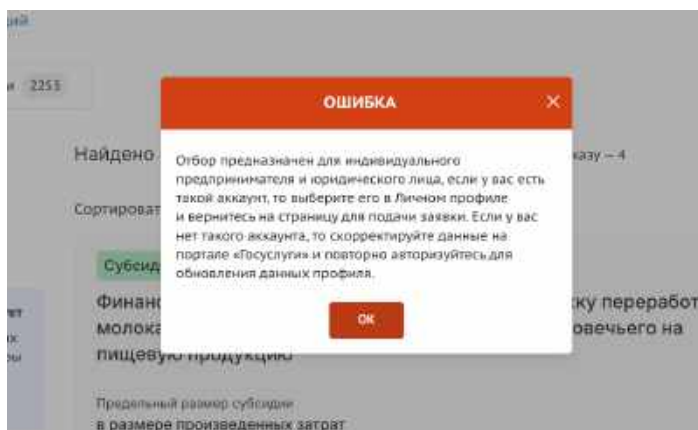 2253
ОШИБКА
Найдено
Отбор предназначен для индивидуального
предпринимателя и юридического лица, если у вас есть
такой аккаунт, то выберите его в Личном профиле
и вернитесь на страницу для подачи заявки. Если у вас
нет такого аккаунта, то скорректируйте данные на
портале «Госуслуги» и повторно авторизуйтесь для
обновления данных профиля.
казу — 4
Сортироват
Субсид
ОК
Финанс
ку переработ
молока
овечьего на
пищевую продукцию
Предельный размер субсидии
в размере произведенных затрат